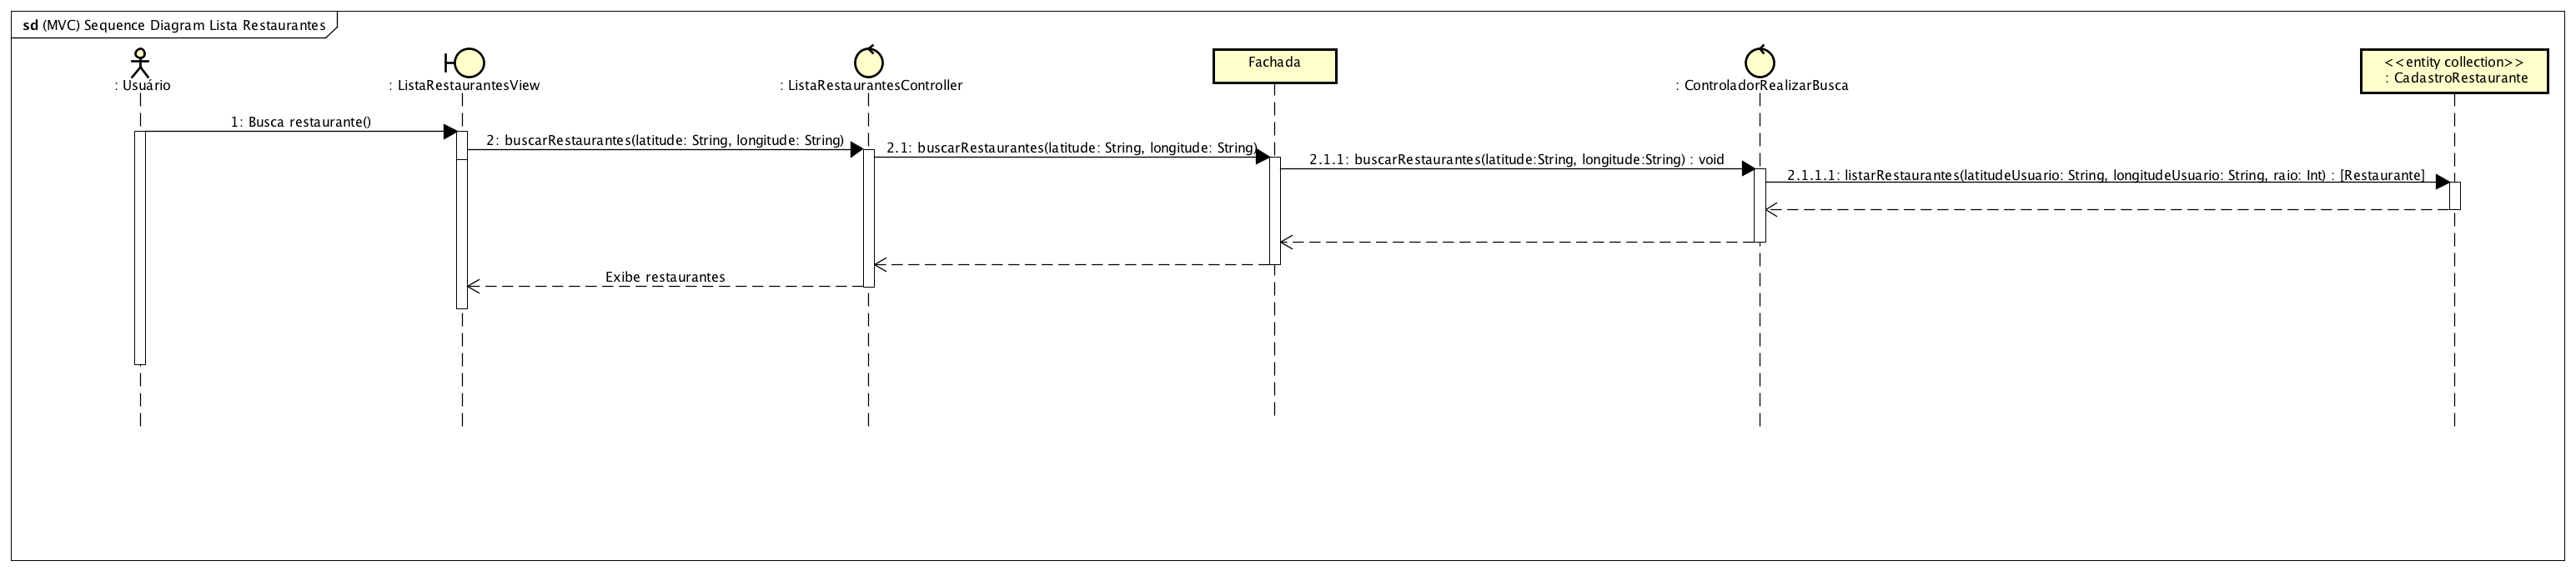 sd (MVC) Sequence Diagram Lista Restaurantes
: Usuário
: ListaRestaurantesView
: ListaRestaurantesController
Fachada
: ControladorRealizarBusca
<<entity collection>>
: CadastroRestaurante
1: Busca restaurante()
2: buscarRestaurantes(latitude: String, longitude: String)
2.1: buscarRestaurantes(latitude: String, longitude: String)
2.1.1: buscarRestaurantes(latitude:String, longitude:String) : void
2.1.1.1: listarRestaurantes(latitudeUsuario: String, longitudeUsuario: String, raio: Int) : [Restaurante]
Exibe restaurantes